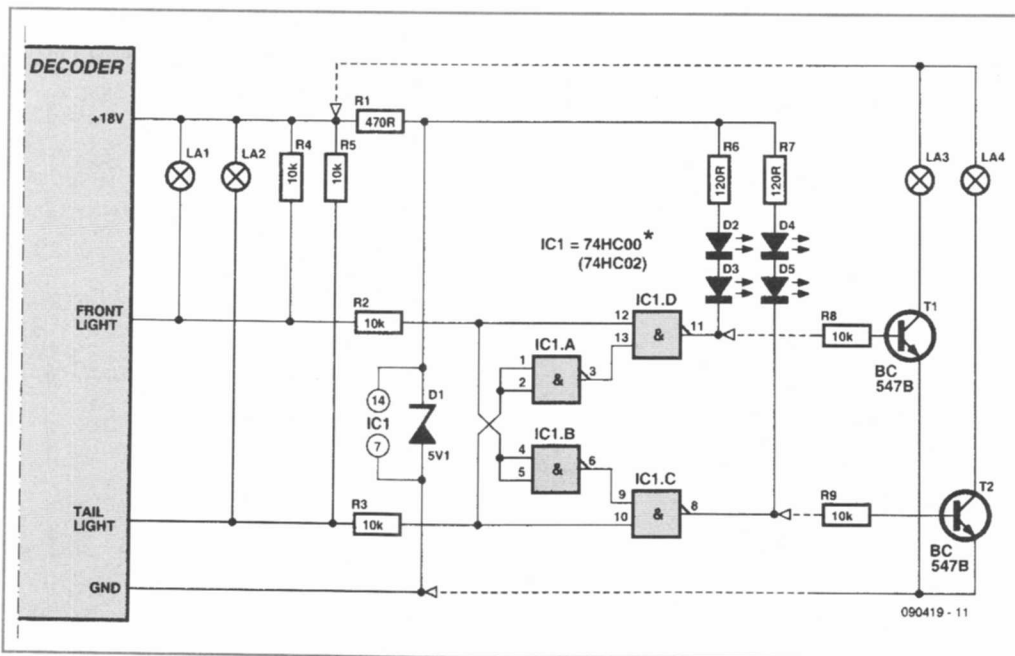 DECODER
+18V
R1
470R
LA1
LA2
R4
10k
R5
10k
R6
120R
R7
120R
LA3
LA4
D2
D4
D3
D5
IC1 = 74HC00*
(74HC02)
FRONT
LIGHT
R2
10k
12
13
IC1.D
&
11
R8
10k
T1
BC
547B
IC1.A
1
2
&
3
14
IC1
7
D1
5V1
IC1.B
4
5
&
6
IC1.C
9
10
&
8
TAIL
LIGHT
R3
10k
R9
10k
T2
BC
547B
GND
090419 - 11